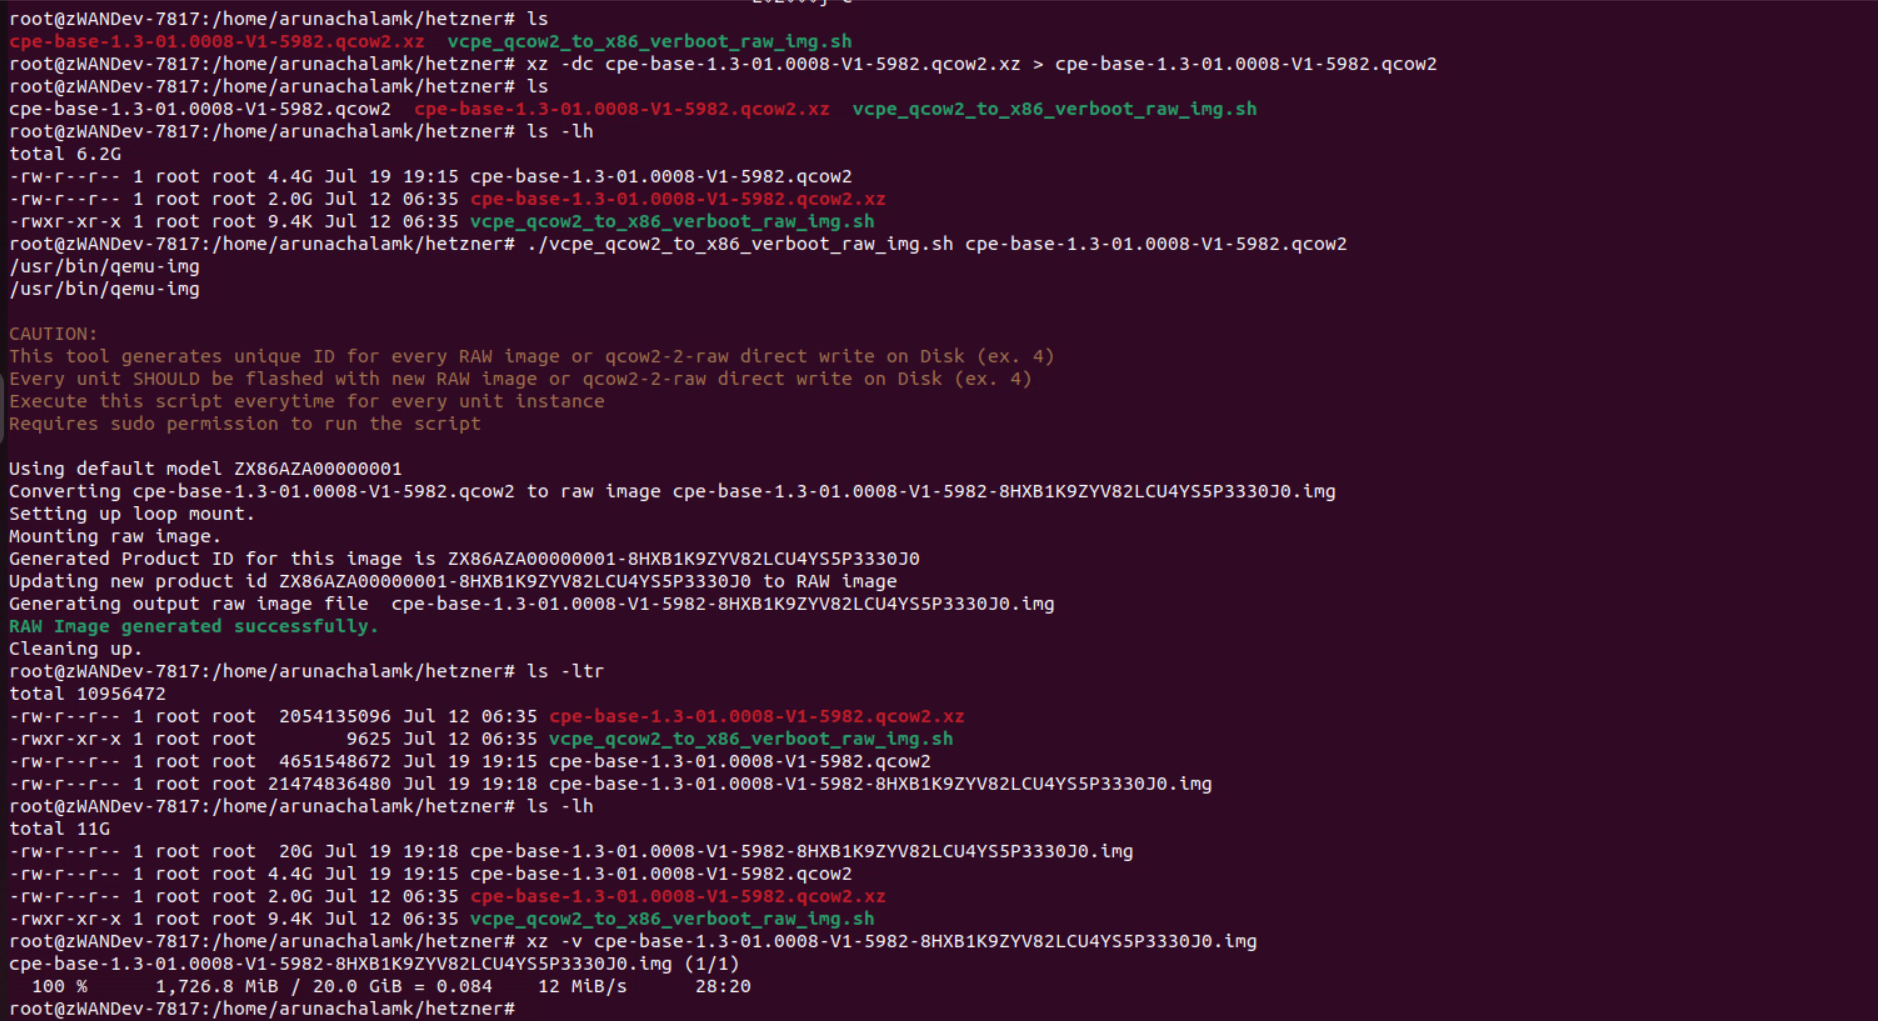 root@zWANDev-7817:/home/arunachalamk/hetzner# ls
cpe-base-1.3-01.0008-V1-5982.qcow2.xz  vcpe_qcow2_to_x86_verboot_raw_img.sh
root@zWANDev-7817:/home/arunachalamk/hetzner# xz -dc cpe-base-1.3-01.0008-V1-5982.qcow2.xz > cpe-base-1.3-01.0008-V1-5982.qcow2
root@zWANDev-7817:/home/arunachalamk/hetzner# ls
cpe-base-1.3-01.0008-V1-5982.qcow2  cpe-base-1.3-01.0008-V1-5982.qcow2.xz  vcpe_qcow2_to_x86_verboot_raw_img.sh
root@zWANDev-7817:/home/arunachalamk/hetzner# ls -lh
total 6.2G
-rw-r--r-- 1 root root 4.4G Jul 19 19:15 cpe-base-1.3-01.0008-V1-5982.qcow2
-rw-r--r-- 1 root root 2.0G Jul 12 06:35 cpe-base-1.3-01.0008-V1-5982.qcow2.xz
-rwxr-xr-x 1 root root 9.4K Jul 12 06:35 vcpe_qcow2_to_x86_verboot_raw_img.sh
root@zWANDev-7817:/home/arunachalamk/hetzner# ./vcpe_qcow2_to_x86_verboot_raw_img.sh cpe-base-1.3-01.0008-V1-5982.qcow2
/usr/bin/qemu-img
/usr/bin/qemu-img
CAUTION:
This tool generates unique ID for every RAW image or qcow2-2-raw direct write on Disk (ex. 4)
Every unit SHOULD be flashed with new RAW image or qcow2-2-raw direct write on Disk (ex. 4)
Execute this script everytime for every unit instance
Requires sudo permission to run the script
Using default model ZX86AZA00000001
Converting cpe-base-1.3-01.0008-V1-5982.qcow2 to raw image cpe-base-1.3-01.0008-V1-5982-8HXB1K9ZYV82LCU4YS5P3330J0.img
Setting up loop mount.
Mounting raw image.
Generated Product ID for this image is ZX86AZA00000001-8HXB1K9ZYV82LCU4YS5P3330J0
Updating new product id ZX86AZA00000001-8HXB1K9ZYV82LCU4YS5P3330J0 to RAW image
Generating output raw image file  cpe-base-1.3-01.0008-V1-5982-8HXB1K9ZYV82LCU4YS5P3330J0.img
RAW Image generated successfully.
Cleaning up.
root@zWANDev-7817:/home/arunachalamk/hetzner# ls -ltr
total 10956472
-rw-r--r-- 1 root root  2054135096 Jul 12 06:35 cpe-base-1.3-01.0008-V1-5982.qcow2.xz
-rwxr-xr-x 1 root root        9625 Jul 12 06:35 vcpe_qcow2_to_x86_verboot_raw_img.sh
-rw-r--r-- 1 root root  4651548672 Jul 19 19:15 cpe-base-1.3-01.0008-V1-5982.qcow2
-rw-r--r-- 1 root root 21474836480 Jul 19 19:18 cpe-base-1.3-01.0008-V1-5982-8HXB1K9ZYV82LCU4YS5P3330J0.img
root@zWANDev-7817:/home/arunachalamk/hetzner# ls -lh
total 11G
-rw-r--r-- 1 root root  20G Jul 19 19:18 cpe-base-1.3-01.0008-V1-5982-8HXB1K9ZYV82LCU4YS5P3330J0.img
-rw-r--r-- 1 root root 4.4G Jul 19 19:15 cpe-base-1.3-01.0008-V1-5982.qcow2
-rw-r--r-- 1 root root 2.0G Jul 12 06:35 cpe-base-1.3-01.0008-V1-5982.qcow2.xz
-rwxr-xr-x 1 root root 9.4K Jul 12 06:35 vcpe_qcow2_to_x86_verboot_raw_img.sh
root@zWANDev-7817:/home/arunachalamk/hetzner# xz -v cpe-base-1.3-01.0008-V1-5982-8HXB1K9ZYV82LCU4YS5P3330J0.img
cpe-base-1.3-01.0008-V1-5982-8HXB1K9ZYV82LCU4YS5P3330J0.img (1/1)
  100 %      1,726.8 MiB / 20.0 GiB = 0.084    12 MiB/s      28:20
root@zWANDev-7817:/home/arunachalamk/hetzner#